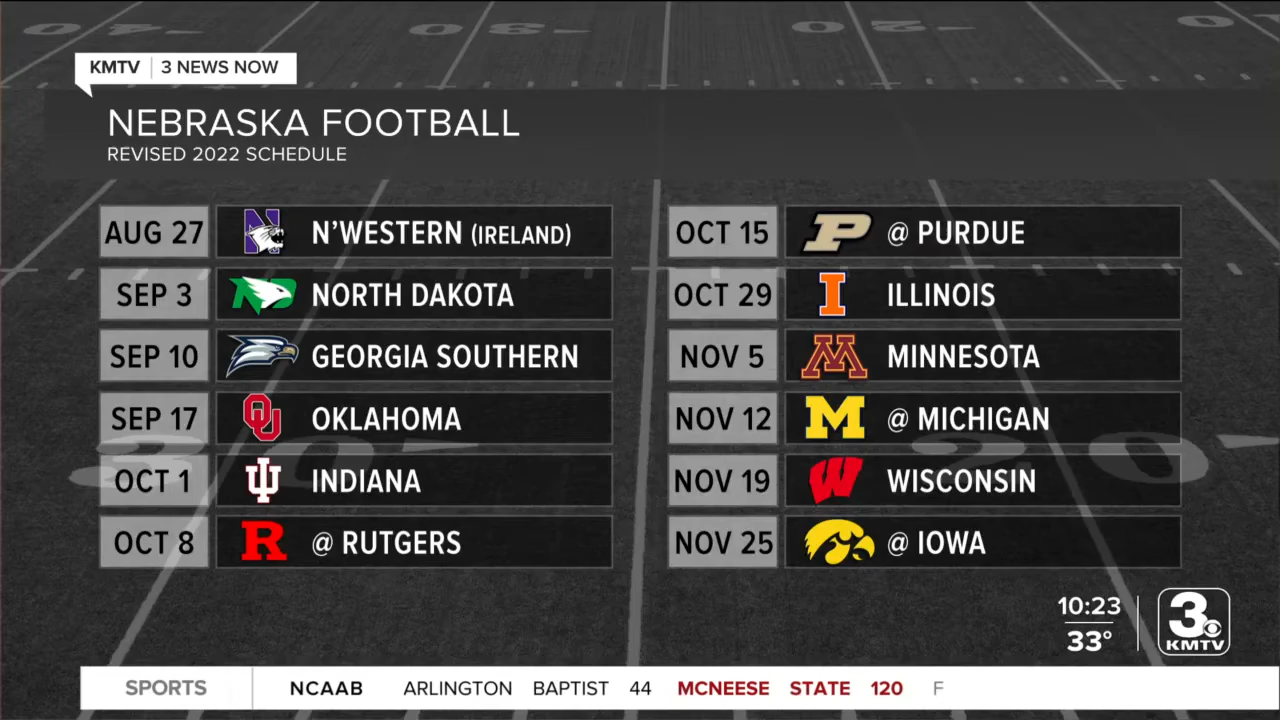 KMTV | 3 NEWS NOW
NEBRASKA FOOTBALL
REVISED 2022 SCHEDULE
AUG 27 N'WESTERN (IRELAND)
SEP 3 NORTH DAKOTA
SEP 10 GEORGIA SOUTHERN
SEP 17 OKLAHOMA
OCT 1 INDIANA
OCT 8 @ RUTGERS
OCT 15 @ PURDUE
OCT 29 ILLINOIS
NOV 5 MINNESOTA
NOV 12 @ MICHIGAN
NOV 19 WISCONSIN
NOV 25 @ IOWA
10:23
33°
3
KMTV
SPORTS NCAAB ARLINGTON BAPTIST 44 MCNEESE STATE 120 F